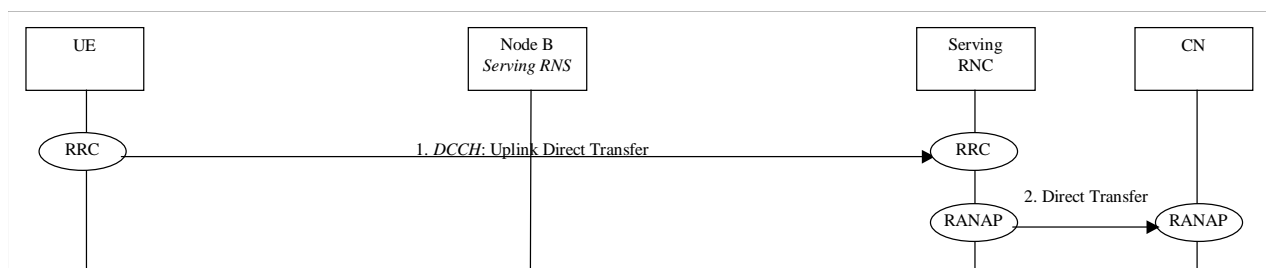 UE
Node B
Serving RNS
Serving
RNC
CN
RRC
1. DCCH: Uplink Direct Transfer
RRC
2. Direct Transfer
RANAP
RANAP